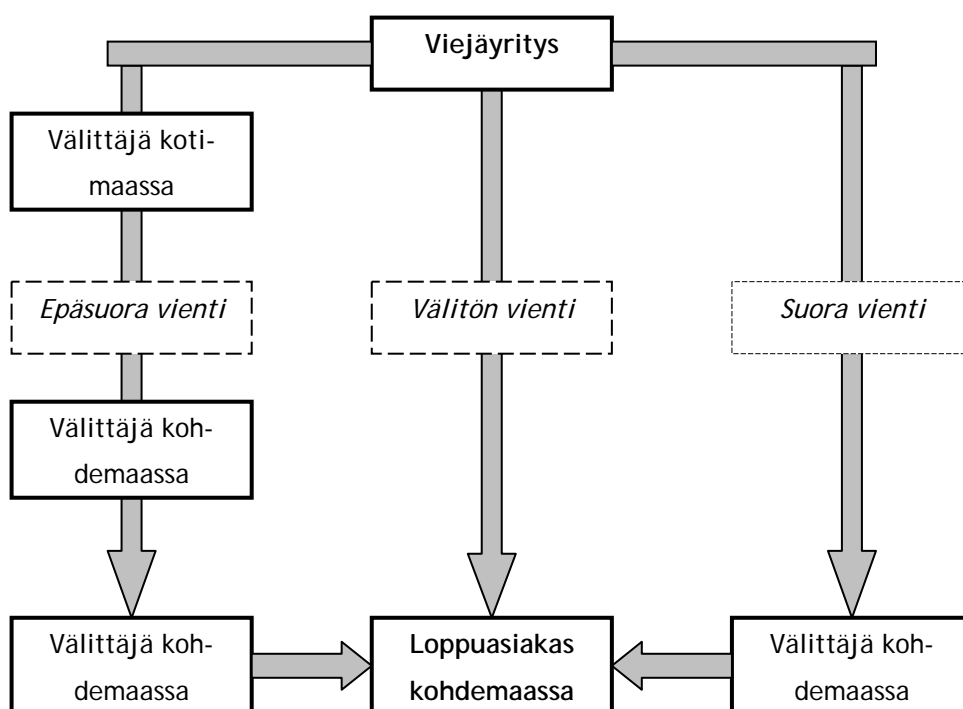 Viejäyritys
Välittäjä koti-
maassa
Epäsuora vienti
Välitön vienti
Suora vienti
Välittäjä koh-
demaassa
Välittäjä koh-
demaassa
Loppuasiakas
kohdemaassa
Välittäjä koh-
demaassa